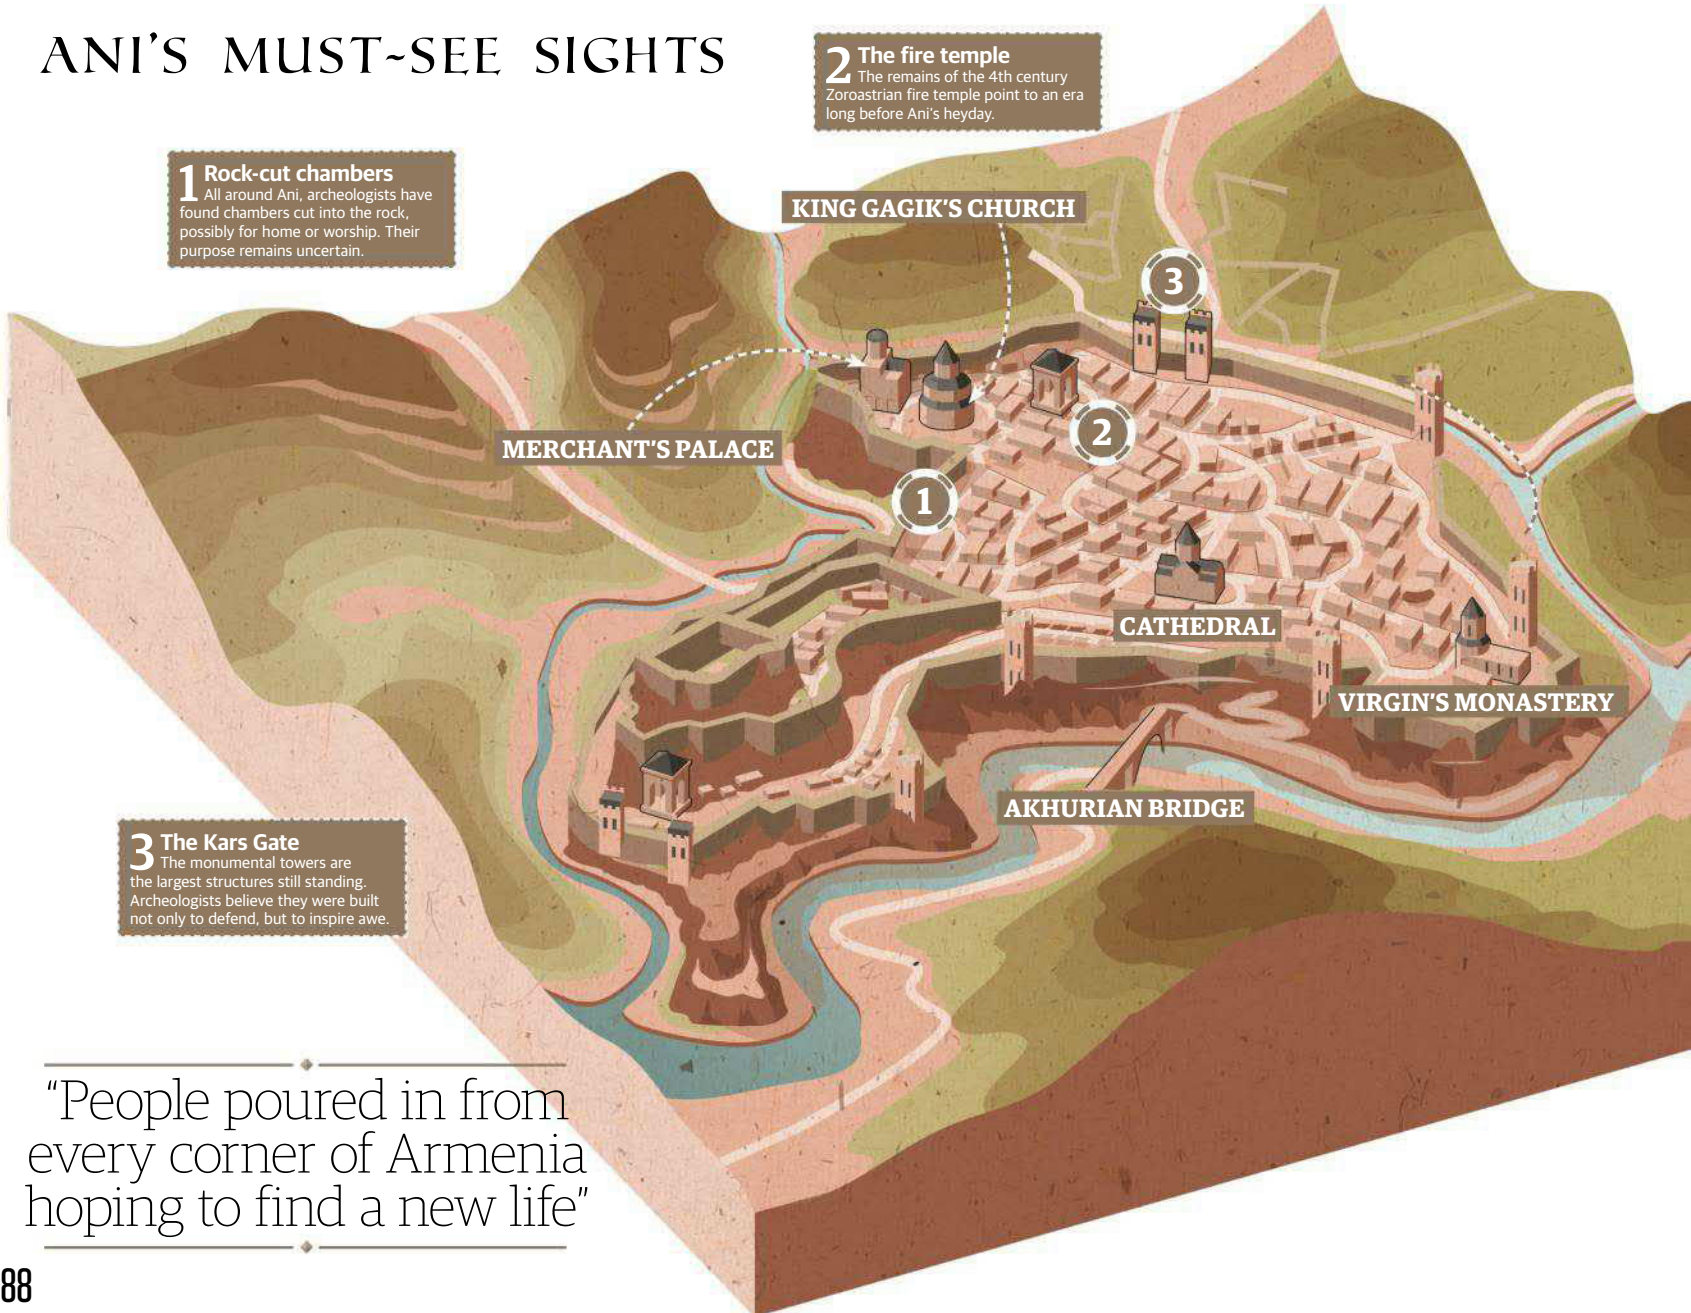 ANI'S MUST-SEE SIGHTS
1 Rock-cut chambers
All around Ani, archeologists have
found chambers cut into the rock,
possibly for home or worship. Their
purpose remains uncertain.
2 The fire temple
The remains of the 4th century
Zoroastrian fire temple point to an era
long before Ani's heyday.
KING GAGIK'S CHURCH
3
MERCHANT'S PALACE
2
1
CATHEDRAL
VIRGIN'S MONASTERY
AKHURIAN BRIDGE
3 The Kars Gate
The monumental towers are
the largest structures still standing.
Archeologists believe they were built
not only to defend, but to inspire awe.
“People poured in from
every corner of Armenia
hoping to find a new life”
88